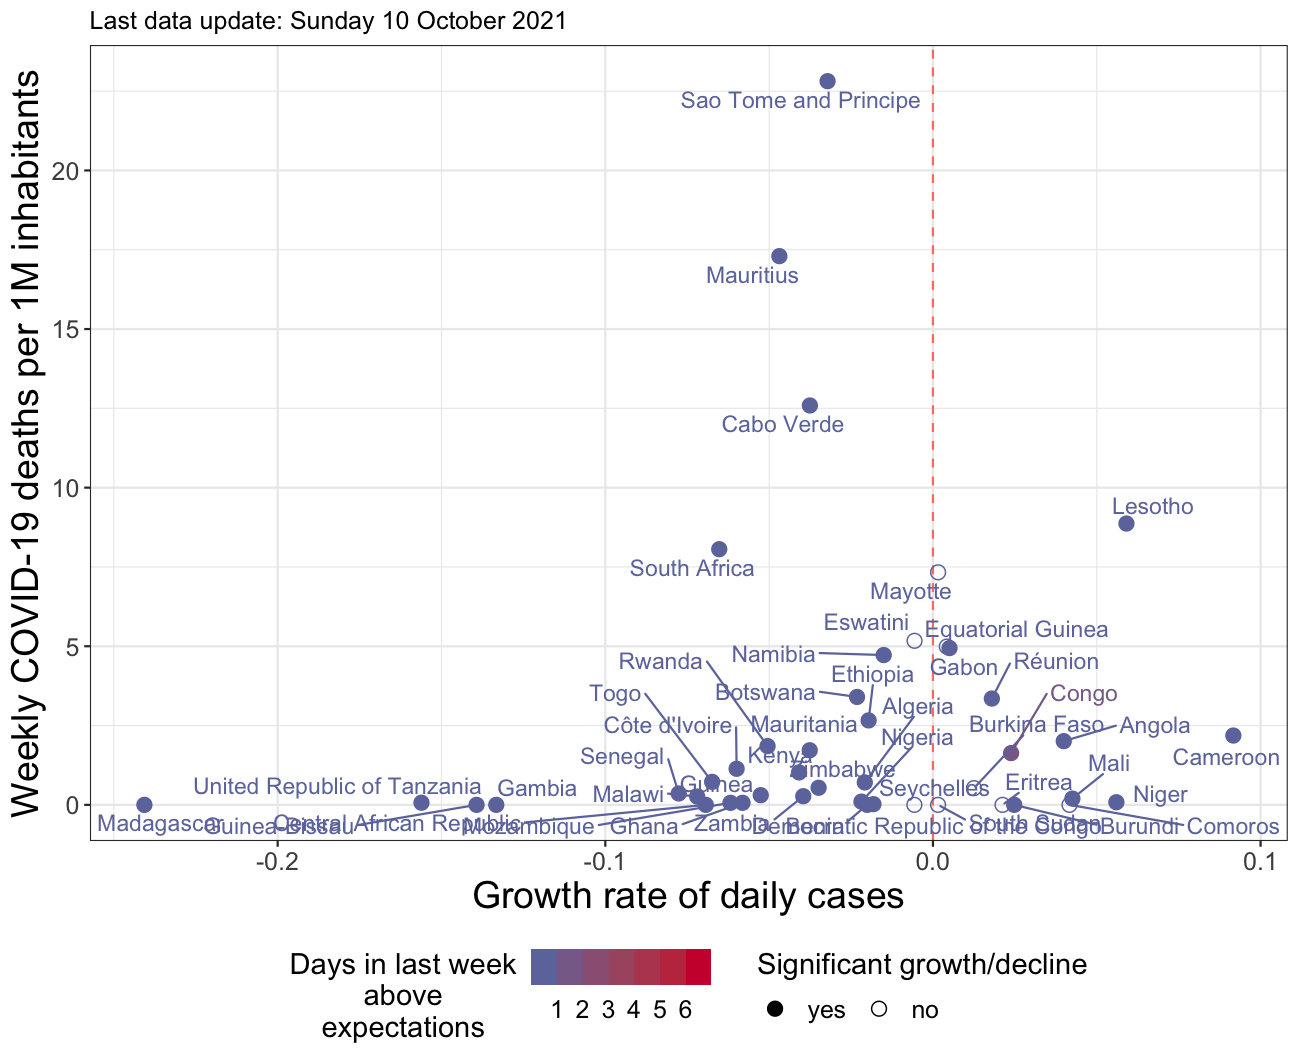 Last data update: Sunday 10 October 2021
Weekly COVID-19 deaths per 1M inhabitants
20
15
10
5
0
Sao Tome and Principe
Mauritius
Cabo Verde
Lesotho
South Africa
Mayotte
Eswatini
Equatorial Guinea
Namibia
Rwanda
Gabon
Réunion
Ethiopia
Togo
Botswana
Congo
Algeria
Côte d'Ivoire
Mauritania
Burkina Faso
Angola
Nigeria
Senegal
Kenya
Cameroon
Zimbabwe
Mali
United Republic of Tanzania
Gambia
Malawi
Guinea
Seychelles
Eritrea
Niger
Madagascar
Guinea-Bissau
Central African Republic
Mozambique
Ghana
Zambia
Benin
Democratic Republic of the Congo
South Sudan
Burundi
Comoros
-0.2
-0.1
0.0
0.1
Growth rate of daily cases
Days in last week
above
expectations
1 2 3 4 5 6
Significant growth/decline
yes
no